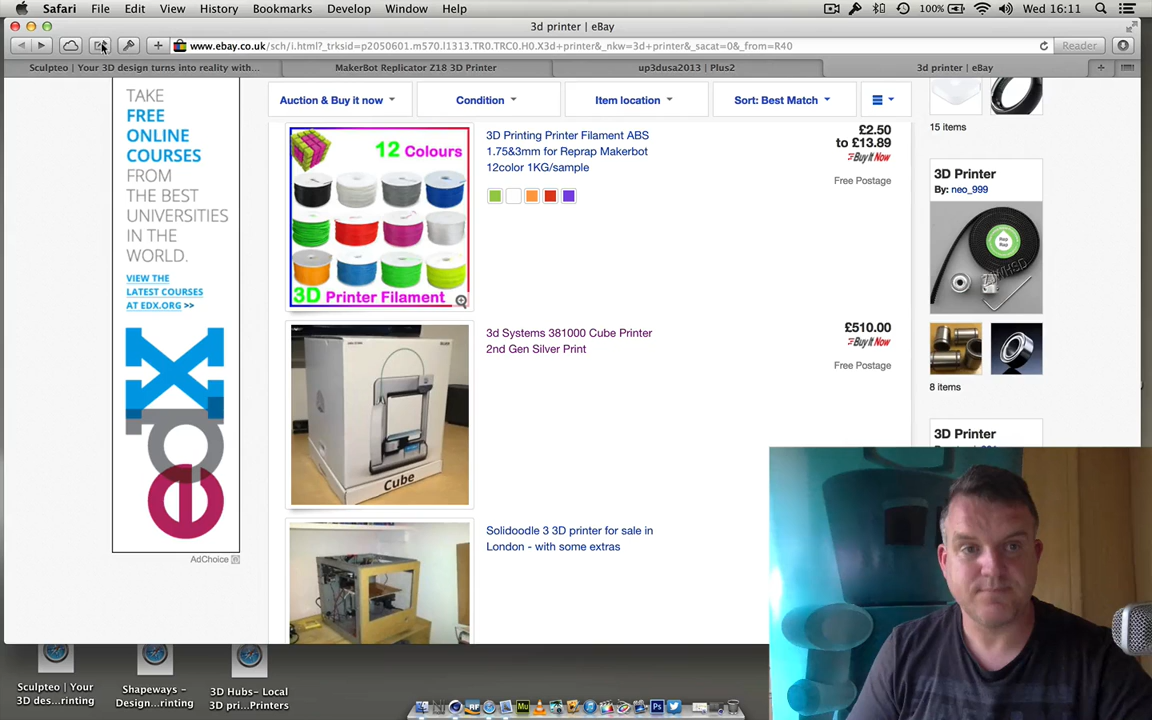 Safari File Edit View History Bookmarks Develop Window Help 100% Wed 16:11
3d printer | eBay
www.ebay.co.uk/sch/i.html?_trksid=p2050601.m570.l1313.TR0.TRC0.H0.X3d+printer&_nkw=3d+printer&_sacat=0&_from=R40 Reader
Sculpteo | Your 3D design turns into reality with... MakerBot Replicator Z18 3D Printer up3dusa2013 | Plus2 3d printer | eBay
TAKE
FREE
ONLINE
COURSES
FROM
THE BEST
UNIVERSITIES
IN THE
WORLD.
VIEW THE
LATEST COURSES
AT EDX.ORG >>
edX
AdChoice
Auction & Buy it now Condition Item location Sort: Best Match
12 Colours
3D Printer Filament
3D Printing Printer Filament ABS
1.75&3mm for Reprap Makerbot
12color 1KG/sample
£2.50
to £13.89
Buy It Now
Free Postage
Cube
3d Systems 381000 Cube Printer
2nd Gen Silver Print
£510.00
Buy It Now
Free Postage
Solidoodle 3 3D printer for sale in
London - with some extras
15 items
3D Printer
By: neo_999
8 items
3D Printer
Sculpteo | Your
3D des...rinting
Shapeways -
Design...rinting
3D Hubs- Local
3D pri...Printers